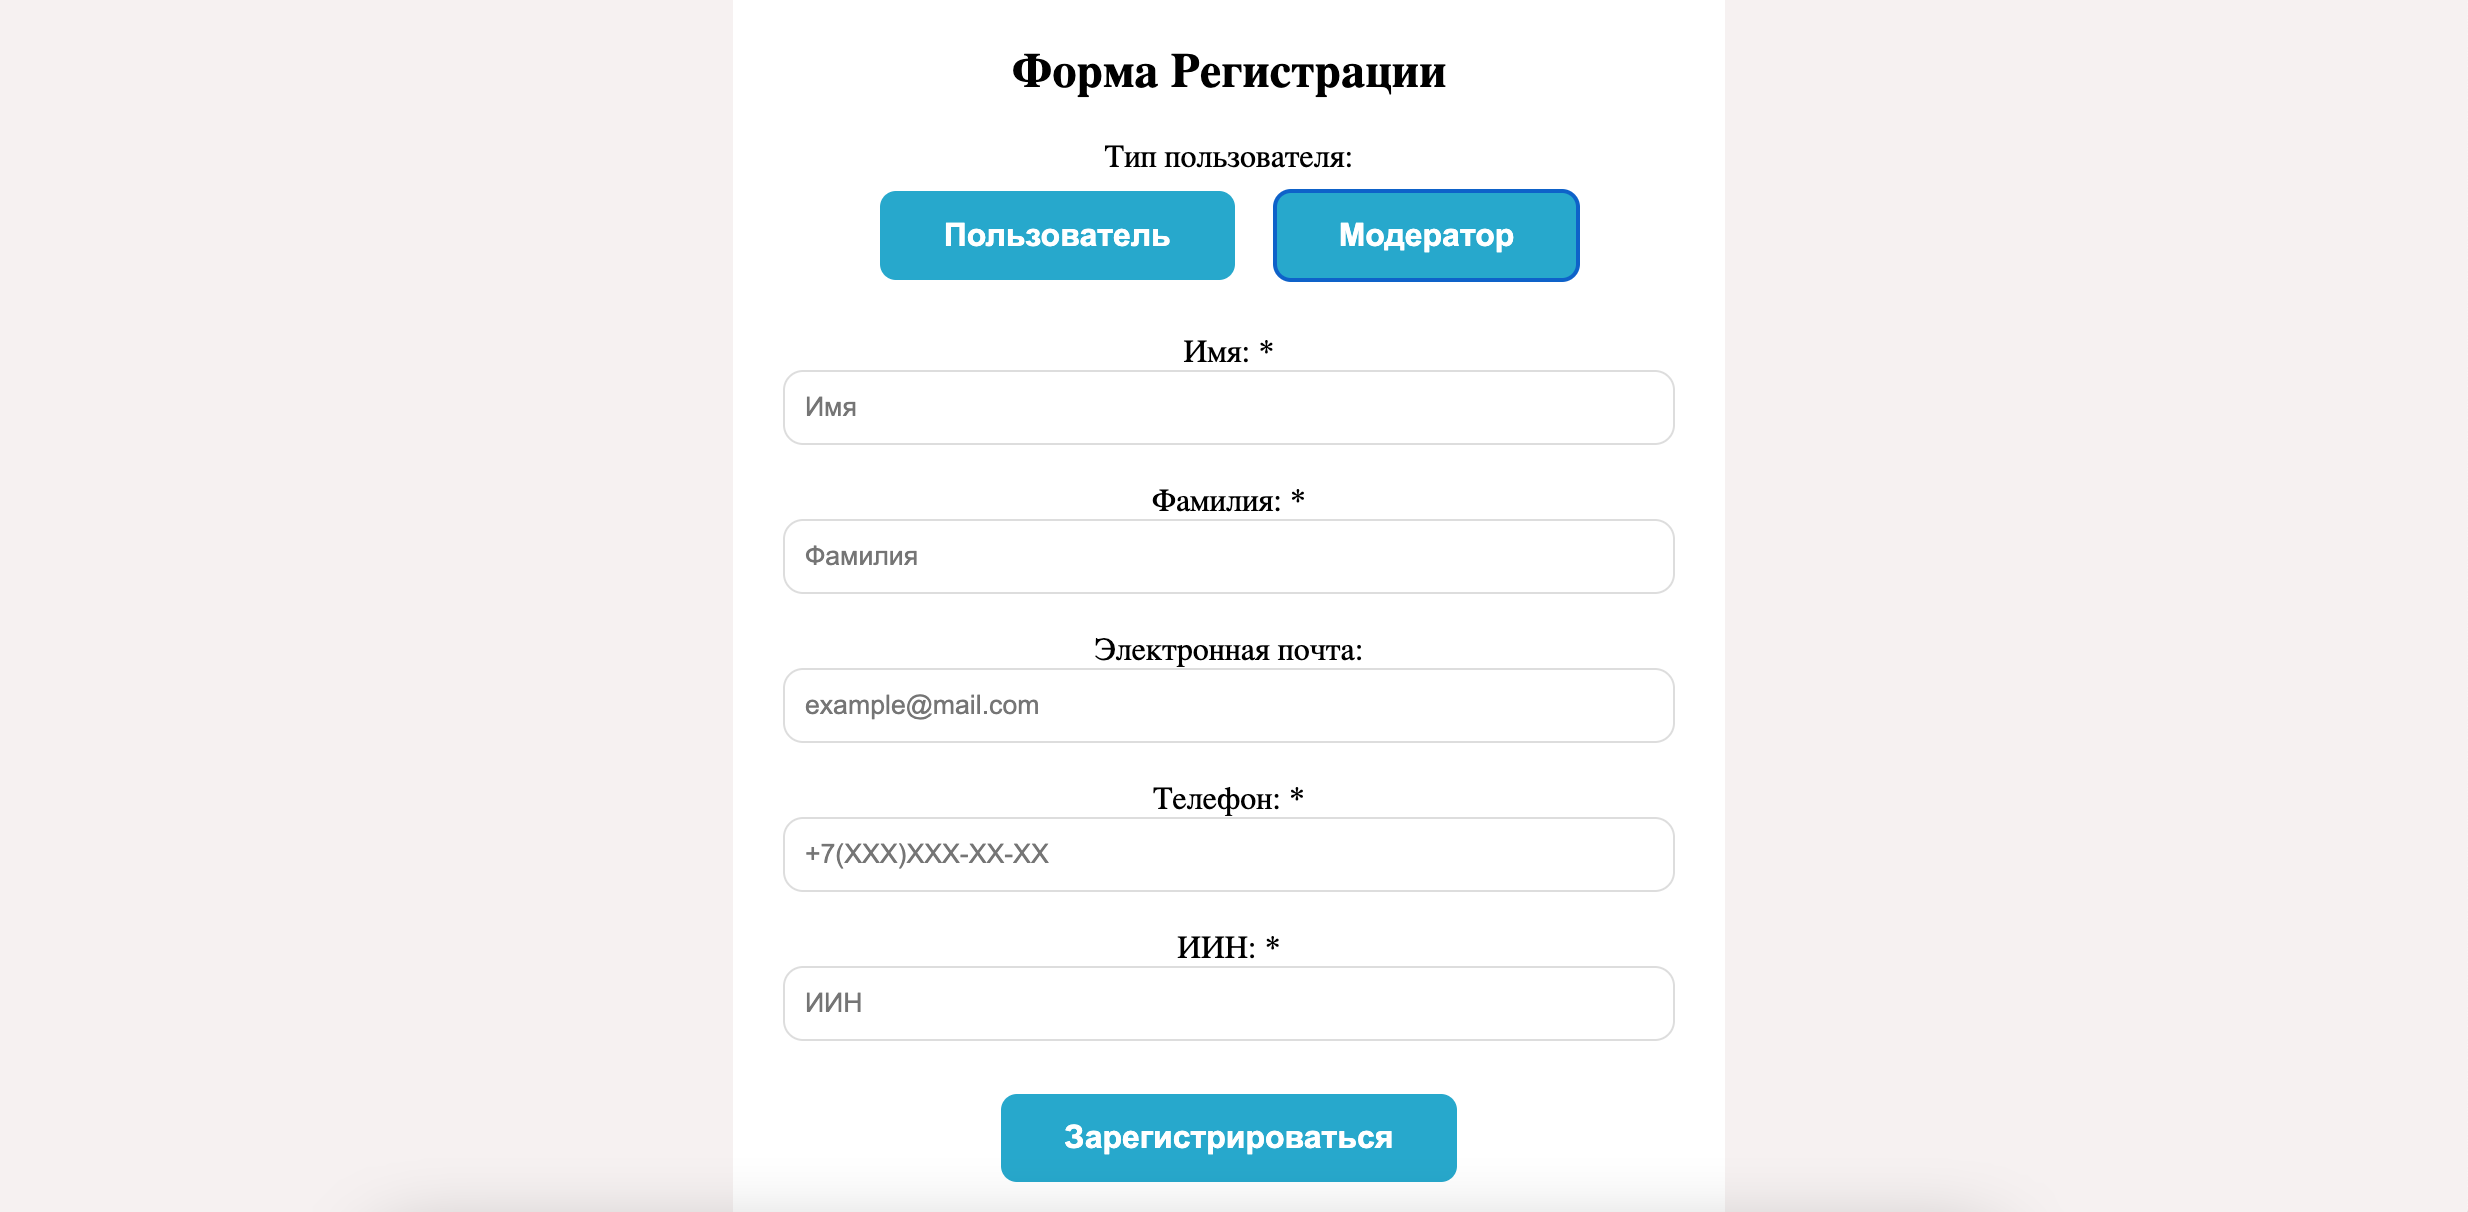 Форма Регистрации
Тип пользователя:
Пользователь Модератор
Имя: *
Имя
Фамилия: *
Фамилия
Электронная почта:
example@mail.com
Телефон: *
+7(XXX)XXX-XX-XX
ИИН: *
ИИН
Зарегистрироваться